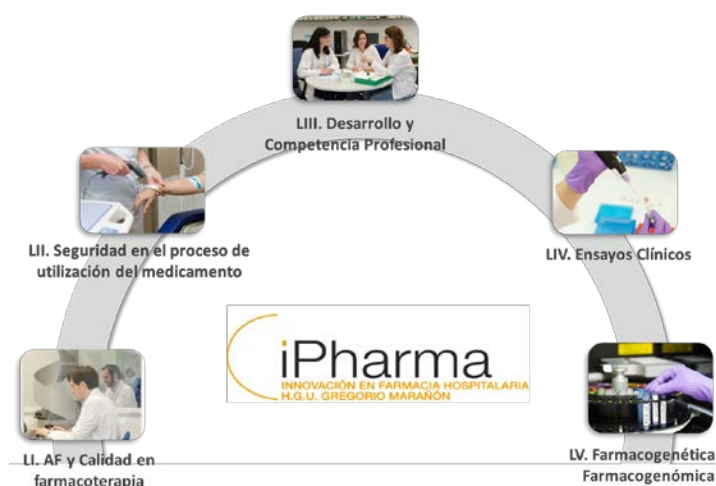 LIII. Desarrollo y
Competencia Profesional
LII. Seguridad en el proceso de
utilización del medicamento
LIV. Ensayos Clínicos
iPharma
INNOVACIÓN EN FARMACIA HOSPITALARIA
H.G.U. GREGORIO MARAÑÓN
LI. AF y Calidad en
farmacoterapia
LV. Farmacogenética
Farmacogenómica